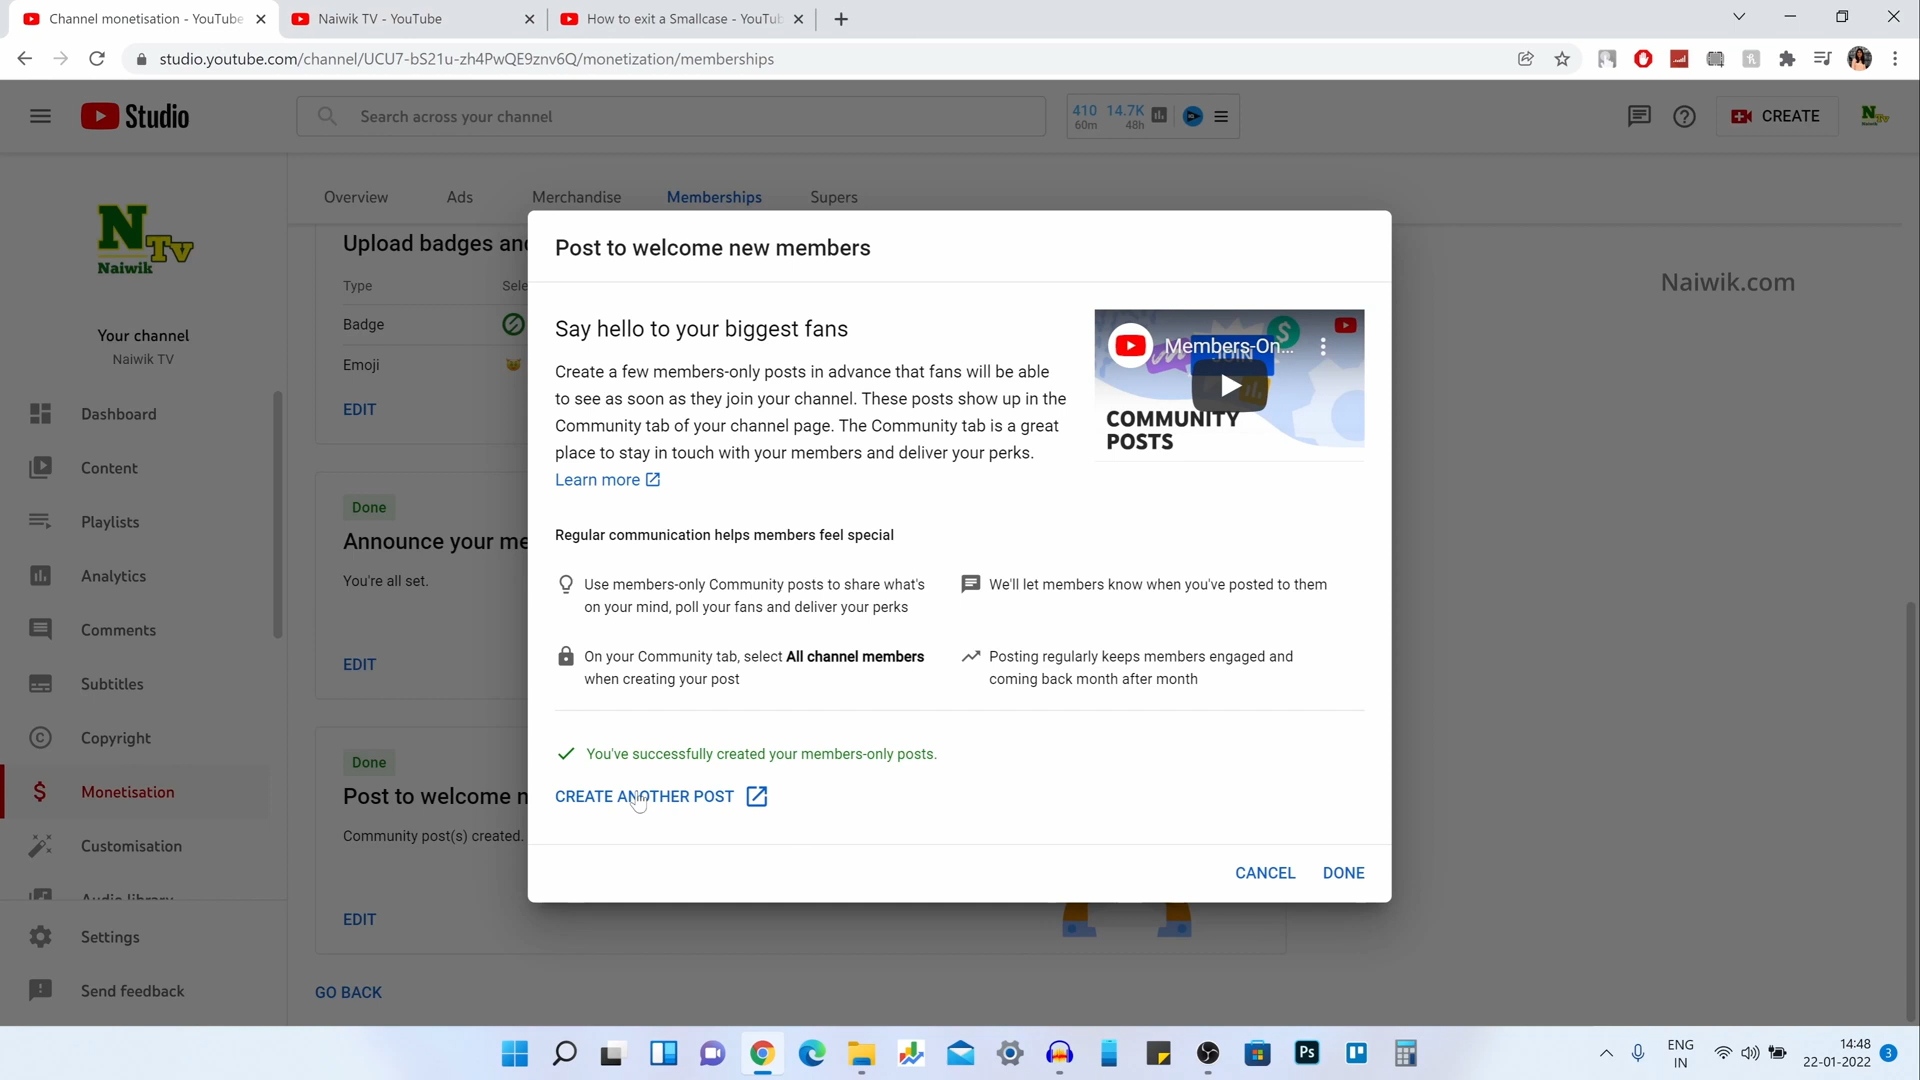 Channel monetisation - YouTube
Naiwik TV - YouTube
How to exit a Smallcase - YouTu
studio.youtube.com/channel/UCU7-bS21u-zh4PwQE9znv6Q/monetization/memberships
Studio
Search across your channel
410 14.7K
60m 48h
CREATE
Overview Ads Merchandise Memberships Supers
N TV
Naiwik
Your channel
Naiwik TV
Dashboard
Content
Playlists
Analytics
Comments
Subtitles
Copyright
Monetisation
Customisation
Audio library
Settings
Send feedback
Upload badges and
Type Sele
Badge
Emoji
EDIT
Done
Announce your me
You're all set.
EDIT
Done
Post to welcome n
Community post(s) created.
EDIT
GO BACK
Naiwik.com
Post to welcome new members
Say hello to your biggest fans
Create a few members-only posts in advance that fans will be able
to see as soon as they join your channel. These posts show up in the
Community tab of your channel page. The Community tab is a great
place to stay in touch with your members and deliver your perks.
Learn more
Members-On...
JOIN
COMMUNITY
POSTS
Regular communication helps members feel special
Use members-only Community posts to share what's
on your mind, poll your fans and deliver your perks
We'll let members know when you've posted to them
On your Community tab, select All channel members
when creating your post
Posting regularly keeps members engaged and
coming back month after month
You've successfully created your members-only posts.
CREATE ANOTHER POST
CANCEL DONE
Ps
ENG
IN
14:48
22-01-2022
3